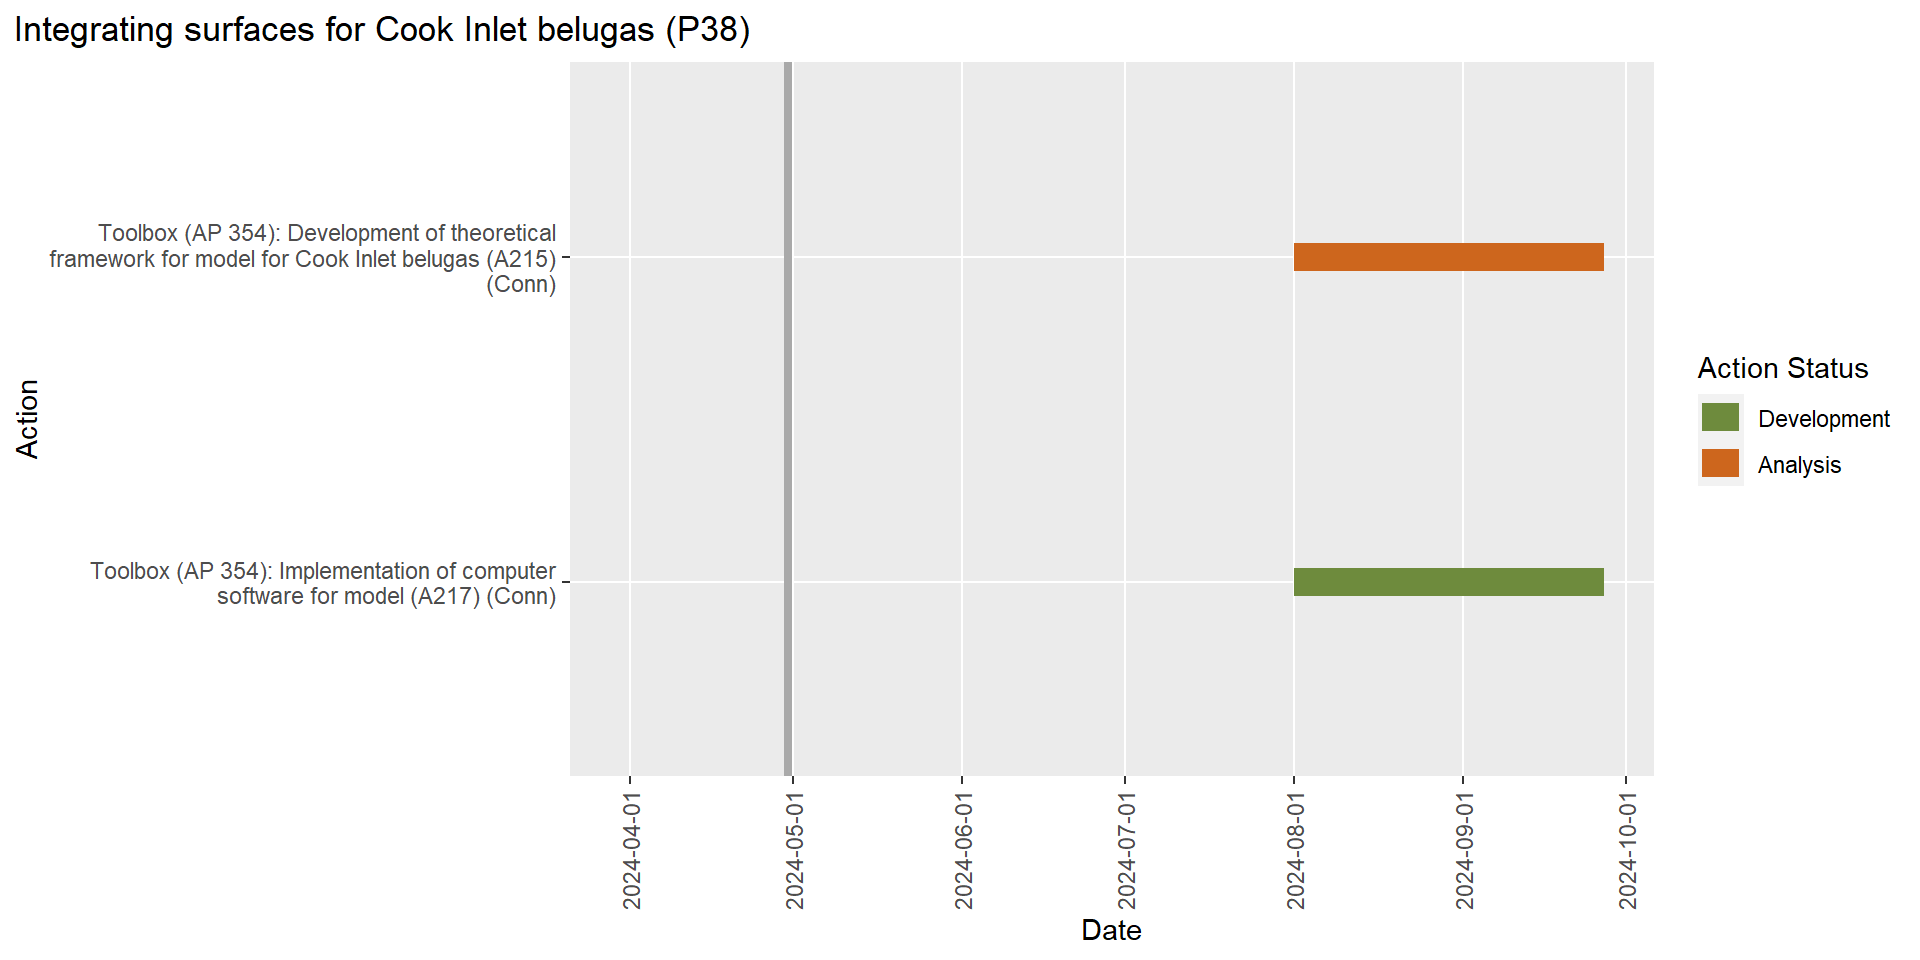 Integrating surfaces for Cook Inlet belugas (P38)
Toolbox (AP 354): Development of theoretical
framework for model for Cook Inlet belugas (A215)
(Conn)
Action
Toolbox (AP 354): Implementation of computer
software for model (A217) (Conn)
2024-04-01
2024-05-01
2024-06-01
2024-07-01
2024-08-01
2024-09-01
2024-10-01
Date
Action Status
Development
Analysis